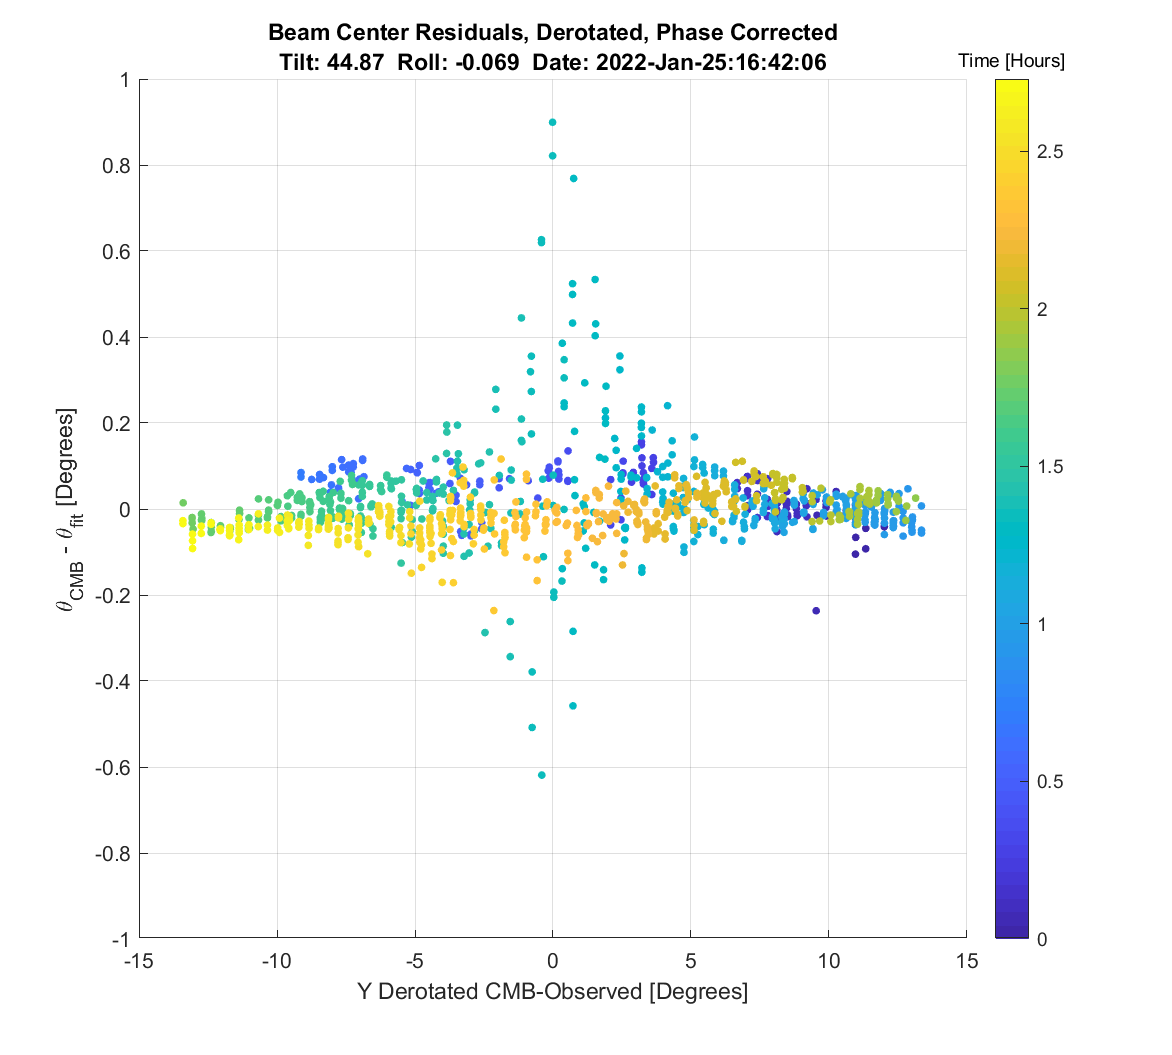 Beam Center Residuals, Derotated, Phase Corrected
Tilt: 44.87 Roll: -0.069 Date: 2022-Jan-25:16:42:06
Time [Hours]
1
0.8
0.6
0.4
0.2
0
-0.2
-0.4
-0.6
-0.8
-1
θCMB - θfit [Degrees]
-15 -10 -5 0 5 10 15
Y Derotated CMB-Observed [Degrees]
2.5
2
1.5
1
0.5
0